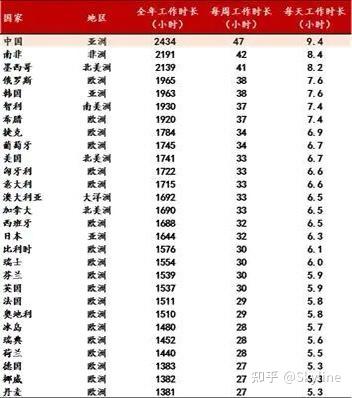 国家 地区 全年工作时长（小时） 每周工作时长（小时） 每天工作时长（小时）
中国 亚洲 2434 47 9.4
南非 非洲 2191 42 8.4
墨西哥 北美洲 2139 41 8.2
俄罗斯 欧洲 1965 38 7.6
韩国 亚洲 1963 38 7.6
智利 南美洲 1930 37 7.4
希腊 欧洲 1920 37 7.4
捷克 欧洲 1784 34 6.9
葡萄牙 欧洲 1745 34 6.7
美国 北美洲 1741 33 6.7
匈牙利 欧洲 1722 33 6.6
意大利 欧洲 1715 33 6.6
澳大利亚 大洋洲 1692 33 6.5
加拿大 北美洲 1690 33 6.5
西班牙 欧洲 1688 32 6.5
日本 亚洲 1644 32 6.3
比利时 欧洲 1576 30 6.1
瑞士 欧洲 1554 30 6.0
芬兰 欧洲 1539 30 5.9
英国 欧洲 1537 30 5.9
法国 欧洲 1511 29 5.8
奥地利 欧洲 1510 29 5.8
冰岛 欧洲 1480 28 5.7
瑞典 欧洲 1452 28 5.6
荷兰 欧洲 1440 28 5.5
德国 欧洲 1383 27 5.3
挪威 欧洲 1382 27 5.3
丹麦 欧洲 1381 27 5.3
知乎 @Skyline